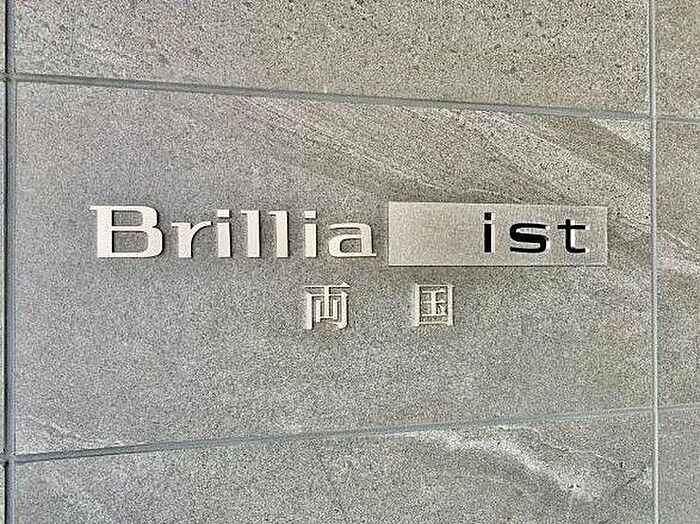 Brillia ist
両国